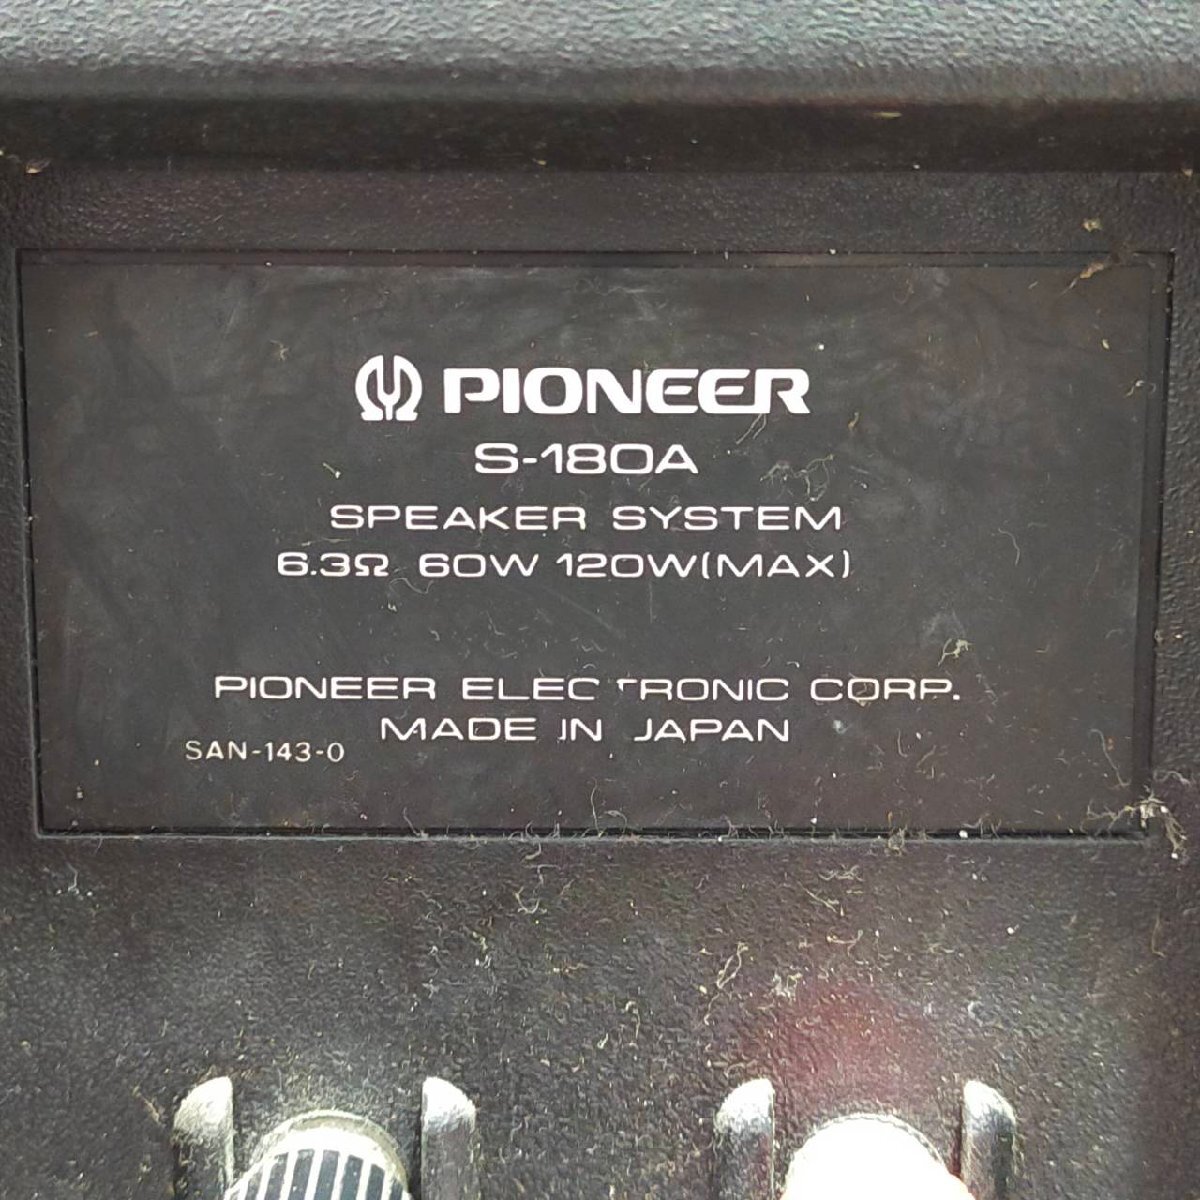 PIONEER
S-180A
SPEAKER SYSTEM
6.3Ω 60W 120W(MAX)
PIONEER ELECTRONIC CORP.
MADE IN JAPAN
SAN-143-0